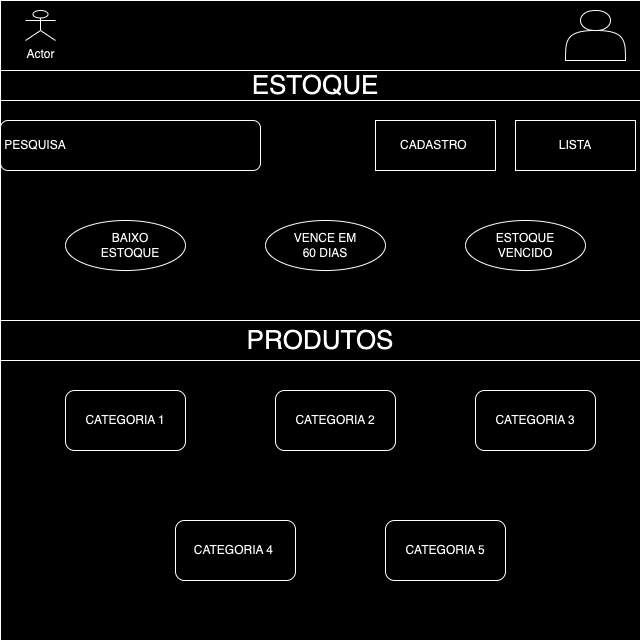 Actor
ESTOQUE
PESQUISA
CADASTRO
LISTA
BAIXO
ESTOQUE
VENCE EM
60 DIAS
ESTOQUE
VENCIDO
PRODUTOS
CATEGORIA 1
CATEGORIA 2
CATEGORIA 3
CATEGORIA 4
CATEGORIA 5